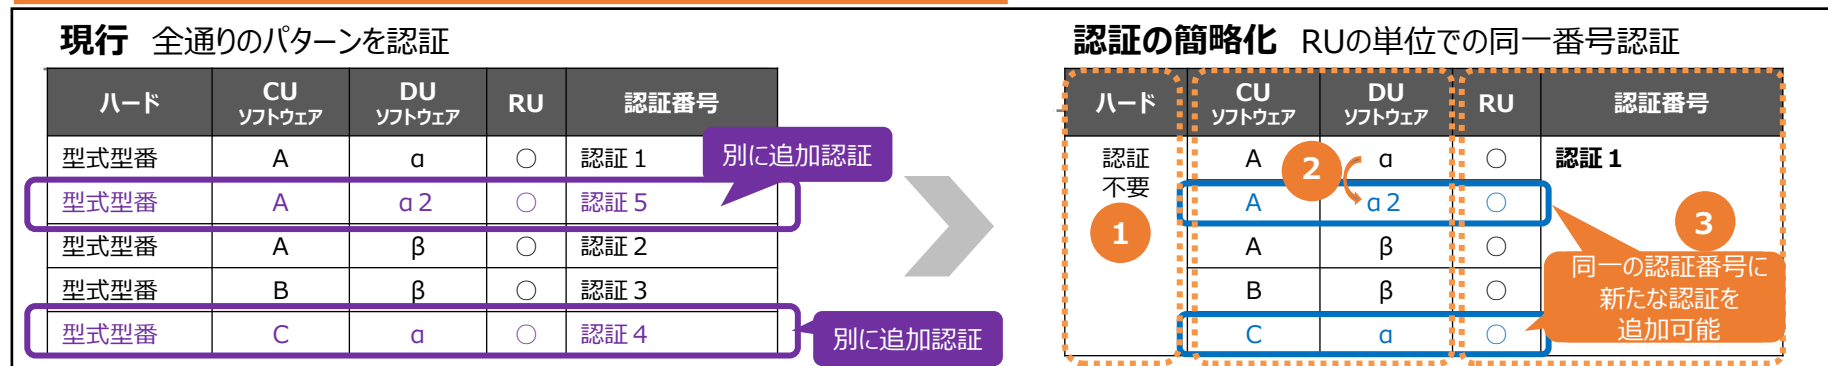 現行 全通りのパターンを認証
ハード CU ソフトウェア DU ソフトウェア RU 認証番号
型式型番 A α ○ 認証1
別に追加認証
型式型番 A α2 ○ 認証5
型式型番 A β ○ 認証2
型式型番 B β ○ 認証3
型式型番 C α ○ 認証4
別に追加認証
認証の簡略化 RUの単位での同一番号認証
ハード CU ソフトウェア DU ソフトウェア RU 認証番号
認証
不要
1
A α ○ 認証1
2
A α2 ○
A β ○
B β ○
C α ○
3
同一の認証番号に
新たな認証を
追加可能